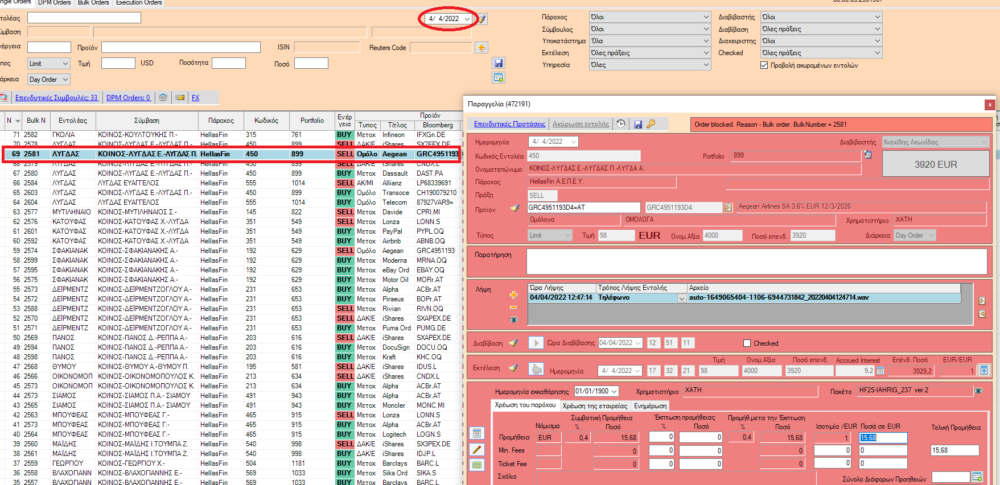 ngle Orders DPM Orders Bulk Orders Execution Orders
τολέας 4/ 4/2022 Πάροχος Όλοι Διαβιβαστής Όλοι
ύμβαση Σύμβουλος Όλοι Διαβίβαση Όλες πράξεις
νέργεια Προϊόν ISIN Reuters Code Υποκατάστημα Όλα Διαχειριστης Όλοι
Εκτέλεση Όλες πράξεις Checked Όλες πράξεις
πος Limit Τιμή USD Ποσότητα Ποσό Υπηρεσία Όλες Προβολή ακυρομένων εντολών
άρκεια Day Order
Επενδυτικές Συμβουλές: 33 DPM Orders: 0 FX
N Bulk N Εντολέας Σύμβαση Πάροχος Κωδικός Portfolio Ενέργεια Προϊόν
Τυπος Τίτλος Bloomberg
71 2582 ΓΚΟΛΙΑ ΚΟΙΝΟΣ-ΚΟΥΛΤΟΥΚΗΣ Π.- HellasFin 315 761 BUY Μετοχ Infineon IFXGn.DE
70 2578 ΛΥΓΔΑΣ ΚΟΙΝΟΣ-ΛΥΓΔΑΣ Ε.-ΛΥΓΔΑΣ Π.- HellasFin 450 899 SELL ΔΑΚ/Ε iShares SX7EEX.DE
69 2581 ΛΥΓΔΑΣ ΚΟΙΝΟΣ-ΛΥΓΔΑΣ Ε.-ΛΥΓΔΑΣ Π. HellasFin 450 899 SELL Ομόλο Aegean GRC4951193
68 2579 ΛΥΓΔΑΣ ΚΟΙΝΟΣ-ΛΥΓΔΑΣ Ε.-ΛΥΓΔΑΣ Π.- HellasFin 450 899 SELL ΔΑΚ/Ε iShares CNDX.L
67 2580 ΛΥΓΔΑΣ ΚΟΙΝΟΣ-ΛΥΓΔΑΣ Ε.-ΛΥΓΔΑΣ Π.- HellasFin 450 899 BUY Μετοχ Dassault DAST.PA
66 2584 ΛΥΓΔΑΣ ΛΥΓΔΑΣ ΕΥΑΓΓΕΛΟΣ HellasFin 555 1014 SELL ΑΚ/ΜΙ Allianz LP68339691
65 2603 ΛΥΓΔΑΣ ΚΟΙΝΟΣ-ΛΥΓΔΑΣ Ε.-ΛΥΓΔΑΣ Π.- HellasFin 450 899 BUY Ομόλο Transoce CH190079210
64 2604 ΛΥΓΔΑΣ ΛΥΓΔΑΣ ΕΥΑΓΓΕΛΟΣ HellasFin 555 1014 SELL Ομόλο Telecom 87927VAR9=
63 2577 ΜΥΤΙΛΗΝΑΙΟ ΚΟΙΝΟΣ-ΜΥΤΙΛΗΝΑΙΟΣ Σ.- HellasFin 145 822 SELL Μετοχ Davide CPRI.MI
62 2576 ΚΑΤΟΥΦΑΣ ΚΟΙΝΟΣ-ΚΑΤΟΥΦΑΣ Χ.-ΛΥΓΔΑ HellasFin 351 549 SELL Μετοχ Lonza LONN.S
61 2601 ΚΑΤΟΥΦΑΣ ΚΟΙΝΟΣ-ΚΑΤΟΥΦΑΣ Χ.-ΛΥΓΔΑ HellasFin 351 549 BUY Μετοχ PayPal PYPL.OQ
60 2592 ΚΑΤΟΥΦΑΣ ΚΟΙΝΟΣ-ΚΑΤΟΥΦΑΣ Χ.-ΛΥΓΔΑ HellasFin 351 549 BUY Μετοχ Airbnb ABNB.OQ
59 2574 ΣΦΑΚΙΑΝΑΚ ΚΟΙΝΟΣ-ΣΦΑΚΙΑΝΑΚΗΣ Α.- HellasFin 192 629 SELL Ομόλο Aegean GRC4951193
58 2599 ΣΦΑΚΙΑΝΑΚ ΚΟΙΝΟΣ-ΣΦΑΚΙΑΝΑΚΗΣ Α.- HellasFin 192 629 BUY Μετοχ Moderna MRNA.OQ
57 2595 ΣΦΑΚΙΑΝΑΚ ΚΟΙΝΟΣ-ΣΦΑΚΙΑΝΑΚΗΣ Α.- HellasFin 192 629 BUY Μετοχ eBay Ord EBAY.OQ
56 2575 ΣΦΑΚΙΑΝΑΚ ΚΟΙΝΟΣ-ΣΦΑΚΙΑΝΑΚΗΣ Α.- HellasFin 192 629 BUY Μετοχ Motor Oil MORr.AT
55 2573 ΔΕΪΡΜΕΝΤΖ ΚΟΙΝΟΣ-ΔΕΪΡΜΕΝΤΖΟΓΛΟΥ Α.- HellasFin 231 653 BUY Μετοχ Alpha ACBr.AT
54 2572 ΔΕΪΡΜΕΝΤΖ ΚΟΙΝΟΣ-ΔΕΪΡΜΕΝΤΖΟΓΛΟΥ Α.- HellasFin 231 653 BUY Μετοχ Piraeus BOPr.AT
53 2588 ΔΕΪΡΜΕΝΤΖ ΚΟΙΝΟΣ-ΔΕΪΡΜΕΝΤΖΟΓΛΟΥ Α.- HellasFin 231 653 SELL Μετοχ Rivian RIVN.OQ
52 2570 ΔΕΪΡΜΕΝΤΖ ΚΟΙΝΟΣ-ΔΕΪΡΜΕΝΤΖΟΓΛΟΥ Α.- HellasFin 231 653 SELL ΔΑΚ/Ε iShares SXAPEX.DE
51 2571 ΔΕΪΡΜΕΝΤΖ ΚΟΙΝΟΣ-ΔΕΪΡΜΕΝΤΖΟΓΛΟΥ Α.- HellasFin 231 653 BUY Μετοχ Puma Ord PUMG.DE
50 2569 ΠΑΝΟΣ ΚΟΙΝΟΣ-ΠΑΝΟΣ Δ.-ΡΕΠΠΑ Α.- HellasFin 203 616 SELL ΔΑΚ/Ε iShares SXAPEX.DE
49 2594 ΠΑΝΟΣ ΚΟΙΝΟΣ-ΠΑΝΟΣ Δ.-ΡΕΠΠΑ Α.- HellasFin 203 616 BUY Μετοχ DocuSign DOCU.OQ
48 2598 ΠΑΝΟΣ ΚΟΙΝΟΣ-ΠΑΝΟΣ Δ.-ΡΕΠΠΑ Α.- HellasFin 203 616 BUY Μετοχ Kraft KHC.OQ
47 2568 ΘΥΜΟΥ ΚΟΙΝΟΣ-ΘΥΜΟΥ Α.-ΘΥΜΟΥ Π. HellasFin 195 581 SELL ΔΑΚ/Ε iShares IDUS.L
46 2566 ΟΙΚΟΝΟΜΟΠ ΚΟΙΝΟΣ-ΟΙΚΟΝΟΜΟΠΟΥΛΟΣ Κ. HellasFin 213 634 SELL ΔΑΚ/Ε iShares CNDX.L
45 2573 ΟΙΚΟΝΟΜΟΠ ΚΟΙΝΟΣ-ΟΙΚΟΝΟΜΟΠΟΥΛΟΣ Κ. HellasFin 213 634 BUY Μετοχ Alpha ACBr.AT
44 2573 ΣΙΑΜΟΣ ΚΟΙΝΟΣ-ΣΙΑΜΟΣ Π.Α.- ΣΙΑΜΟΥ HellasFin 491 943 BUY Μετοχ Alpha ACBr.AT
43 2565 ΣΙΑΜΟΣ ΚΟΙΝΟΣ-ΣΙΑΜΟΣ Π.Α.- ΣΙΑΜΟΥ HellasFin 491 943 BUY Μετοχ Moncler MONC.MI
42 2563 ΜΠΟΥΦΕΑΣ ΚΟΙΝΟΣ-ΜΠΟΥΦΕΑΣ Γ.- HellasFin 465 915 SELL Μετοχ Lonza LONN.S
41 2573 ΜΠΟΥΦΕΑΣ ΚΟΙΝΟΣ-ΜΠΟΥΦΕΑΣ Γ.- HellasFin 465 915 BUY Μετοχ Alpha ACBr.AT
40 2564 ΜΠΟΥΦΕΑΣ ΚΟΙΝΟΣ-ΜΠΟΥΦΕΑΣ Γ.- HellasFin 465 915 BUY Μετοχ Logitech LOGN.S
39 2560 ΜΑΪΔΗΣ ΚΟΙΝΟΣ-ΜΑΪΔΗΣ Ι.ΤΟΥΜΠΑ Ζ. HellasFin 540 998 SELL ΔΑΚ/Ε iShares SX3PEX.DE
38 2561 ΜΑΪΔΗΣ ΚΟΙΝΟΣ-ΜΑΪΔΗΣ Ι.ΤΟΥΜΠΑ Ζ. HellasFin 540 998 BUY ΔΑΚ/Ε iShares IDJP.L
37 2559 ΓΕΩΡΓΙΟΥ ΚΟΙΝΟΣ-ΓΕΩΡΓΙΟΥ Χ.- HellasFin 504 1181 BUY Μετοχ Barclays BARC.L
36 2558 ΒΛΑΧΟΓΙΑΝΝ ΚΟΙΝΟΣ-ΒΛΑΧΟΓΙΑΝΝΗΣ Ε.- HellasFin 569 1033 BUY Μετοχ Sika Ord SIKA.S
35 2557 ΒΛΑΧΟΓΙΑΝΝ ΚΟΙΝΟΣ-ΒΛΑΧΟΓΙΑΝΝΗΣ Ε.- HellasFin 569 1033 BUY Μετοχ Barclays BARC.L
Παραγγελία (472191) x
Επενδυτικές Προτάσεις Ακύρωση εντολής Order blocked. Reason - Bulk order. BulkNumber = 2581
Ημερομηνία 4/ 4/2022 Διαβιβαστής Κιαχίδης Λεωνίδας
Κωδικός Εντολέα 450 Portfolio 899 3920 EUR
Ονοματεπώνυμο ΚΟΙΝΟΣ-ΛΥΓΔΑΣ Ε.-ΛΥΓΔΑΣ Π.-ΛΥΓΔΑ Α.
Πάροχος HellasFin Α.Ε.Π.Ε.Υ.
Πράξη SELL
Προϊον GRC4951193D4=AT GRC4951193D4 Aegean Airlines SA 3,6% EUR 12/3/2026
Ομόλογα ΟΜΟΛΟΓΑ Χρηματιστήριο ΧΑΤΗ
Τύπος Limit Τιμή 98 EUR Ονομ.Αξία 4000 Ποσό επενδ. 3920 Διάρκεια Day Order
Παρατήρηση
Λήψη Ώρα Λήψης Τρόπος Λήψης Εντολής Αρχείο
04/04/2022 12:47:14 Τηλέφωνο auto-1649065404-1106-6944731842_20220404124714.wav
Διαβίβαση Ώρα Διαβίβασης 04/04/2022 12 : 51 : 11 Checked
Τιμή Ονομ.Αξία Ποσό επενδ. Accrued Interest Επένδ. Ποσό EUR/EUR
Εκτέλεση Ημερομηνία 4/ 4/2022 17 : 32 : 21 98 4000 3920 9,2 3929,2 1
Ημερομηνία εκκαθάρησης 01/01/1900 Χρηματιστήριο ΧΑΤΗ Πακέτο HF2S-IAHRIG_237 ver.2
Χρέωση του παρόχου Χρέωση της εταιρείας Ενημέρωση
Συμβατική Προμήθεια Έκπτωση προμήθειας Προμήθ.μετα την Έκπτωση
Νόμισμα % Ποσό % Ποσό % Ποσό Ισοτιμία /EUR Ποσά σε EUR Τελική Προμήθεια
Προμήθεια EUR 0,4 15,68 0 0 0,4 15,68 1 15,68
Min. Fees 0 0 0 0 0 0 15,68
Ticket Fee 0 0 0 0 0 0
Σχόλιο Σύνολο Διάφορων Προηθειών